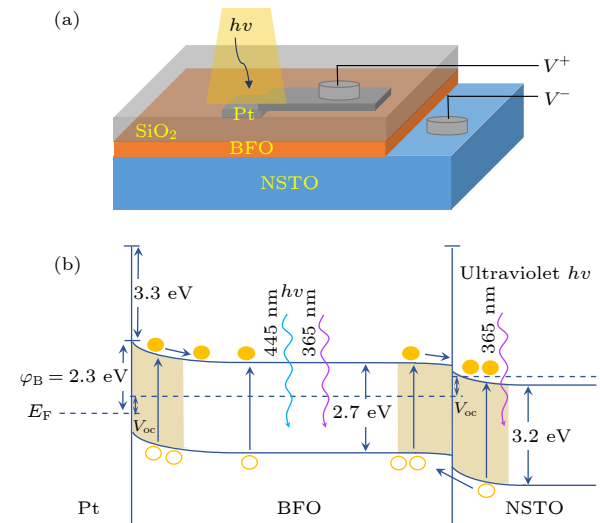 (a)
hv
V⁺
V⁻
Pt
SiO₂
BFO
NSTO
(b)
Ultraviolet hv
3.3 eV
445 nm
hv
365 nm
365 nm
φB = 2.3 eV
EF
Voc
2.7 eV
Voc
3.2 eV
Pt
BFO
NSTO